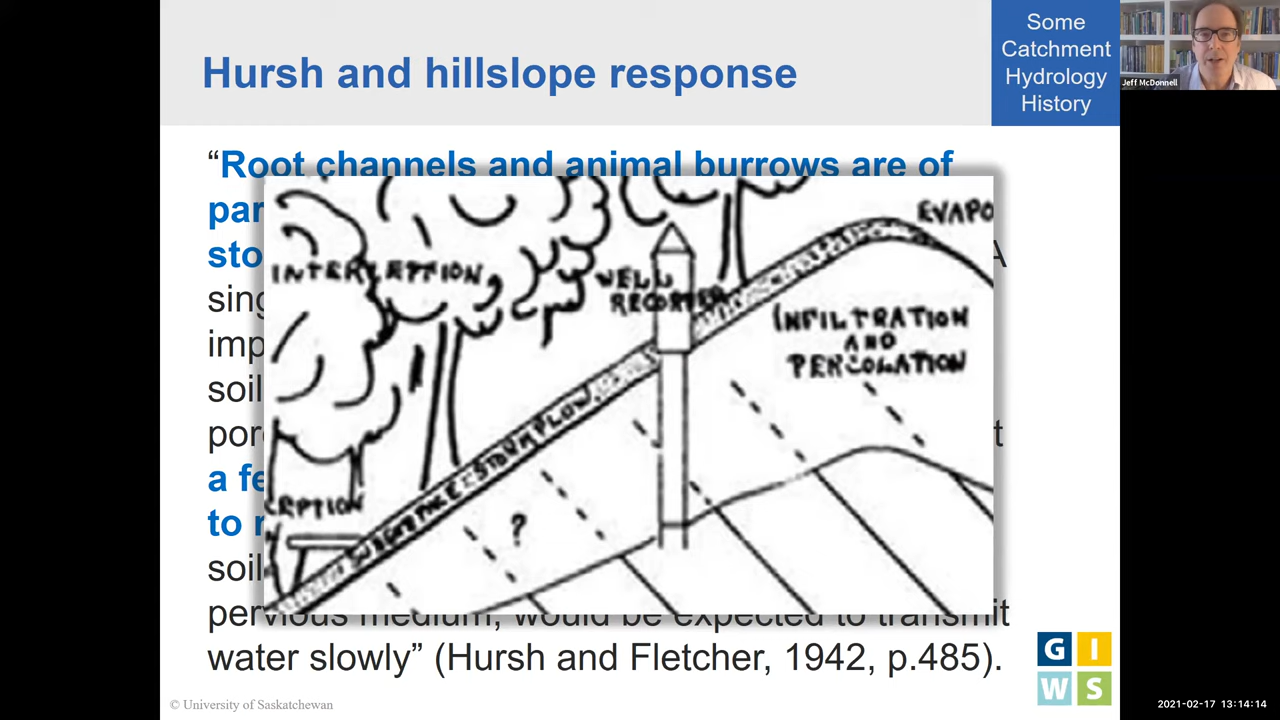 Hursh and hillslope response
Some
Catchment
Hydrology
History
Jeff McDonnell
“Root channels and animal burrows are of
par
sto A
sing
INTERCEPTION
WELL
RECORDER
EVAPO
imp
INFILTRATION
AND
PERCOLATION
soil
por t
a fe
SUBSURFACE-STORMFLOW
CEPTION
to r
?
soil
pervious medium, would be expected to transmit
water slowly” (Hursh and Fletcher, 1942, p.485).
G I
W S
© University of Saskatchewan
2021-02-17 13:14:14